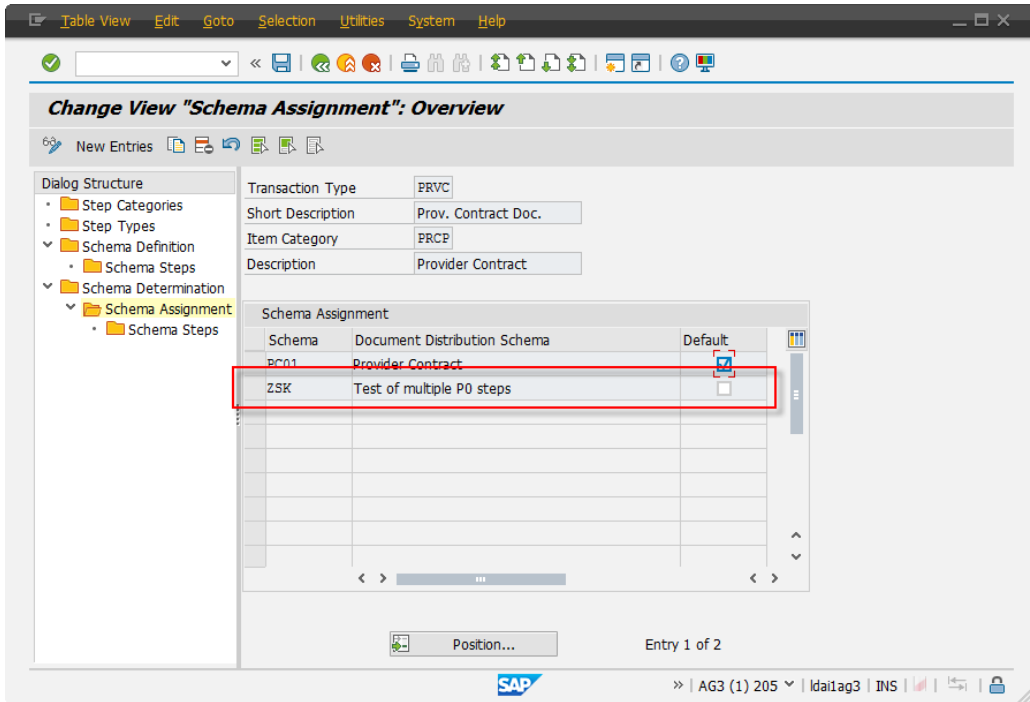 Table View Edit Goto Selection Utilities System Help
Change View "Schema Assignment": Overview
New Entries
Dialog Structure
Step Categories
Step Types
Schema Definition
Schema Steps
Schema Determination
Schema Assignment
Schema Steps
Transaction Type PRVC
Short Description Prov. Contract Doc.
Item Category PRCP
Description Provider Contract
Schema Assignment
Schema Document Distribution Schema Default
PC01 Provider Contract
ZSK Test of multiple P0 steps
Position... Entry 1 of 2
SAP » | AG3 (1) 205 | ldai1ag3 | INS